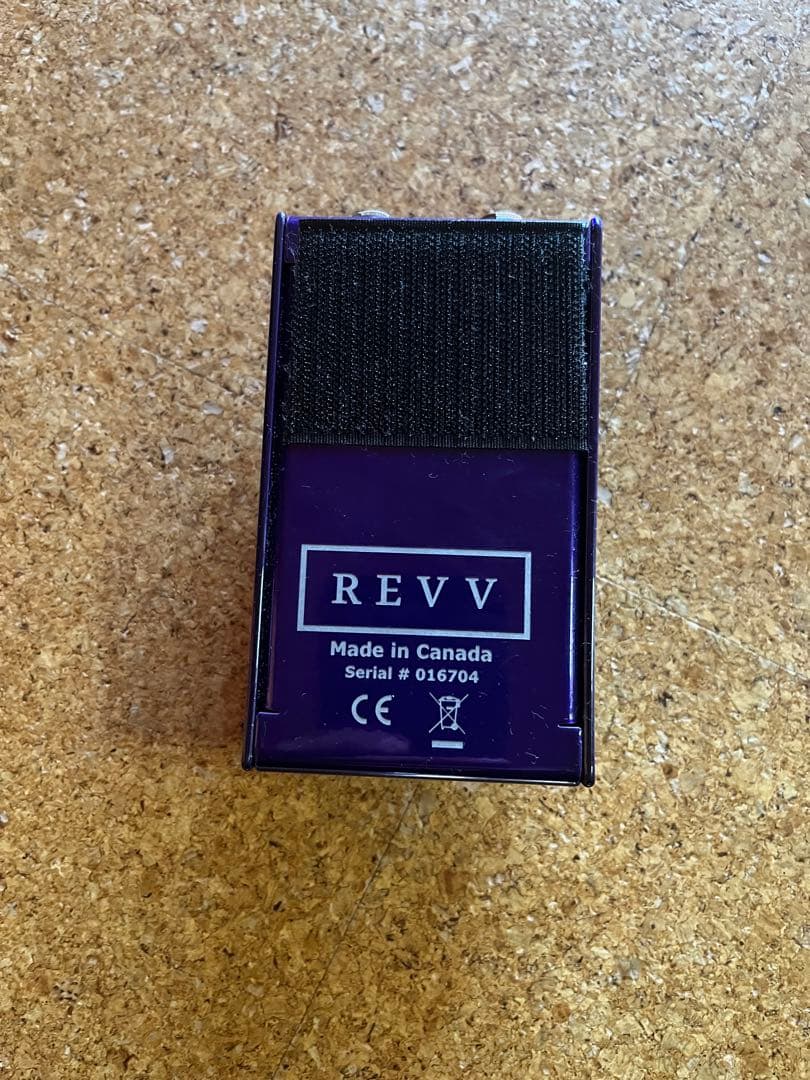 REVV
Made in Canada
Serial # 016704
CE